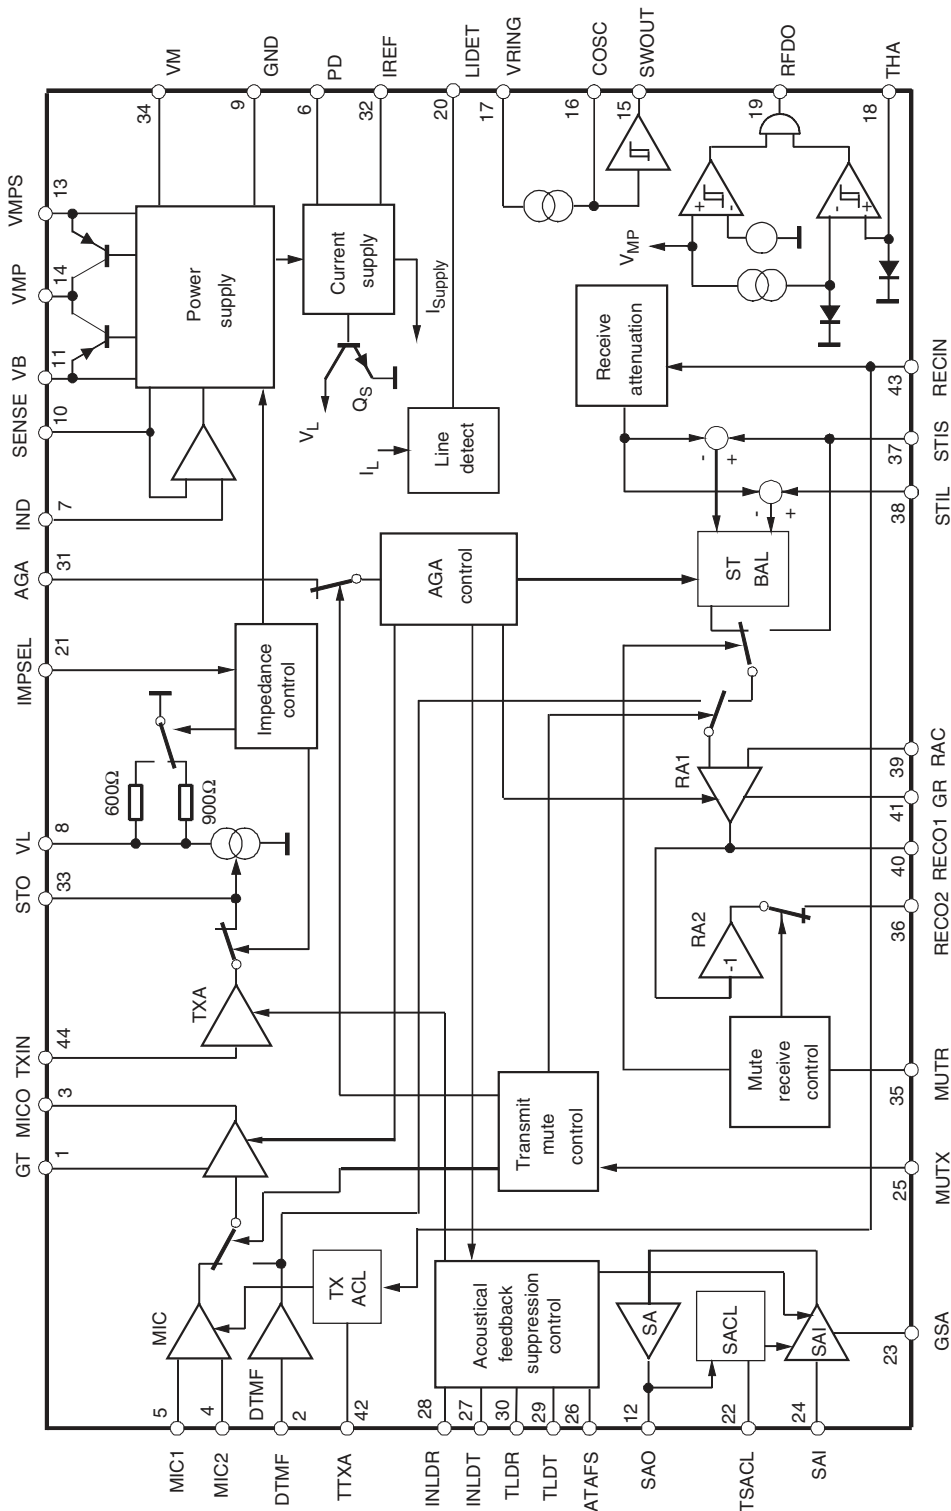 GT
MICO
TXIN
STO
VL
IMPSEL
AGA
IND
SENSE
VB
VMP
VMPS
1
3
44
33
8
21
31
7
10
11
14
13
MIC1
5
MIC2
4
DTMF
2
TTXA
42
INLDR
28
INLDT
27
TLDR
30
TLDT
29
ATAFS
26
SAO
12
TSACL
22
SAI
24
VM
34
GND
9
PD
6
IREF
32
LIDET
20
VRING
17
COSC
16
SWOUT
15
RFDO
19
THA
18
GSA
23
MUTX
25
MUTR
35
RECO2
36
RECO1
40
GR
41
RAC
39
STIL
38
STIS
37
RECIN
43
MIC
DTMF
TX
ACL
TXA
600Ω
900Ω
Impedance
control
Power
supply
Current
supply
ISupply
VL
QS
IL
Line
detect
AGA
control
Transmit
mute
control
Acoustical
feedback
suppression
control
SA
SACL
SAI
Mute
receive
control
RA2
-1
RA1
ST
BAL
-
+
-
+
Receive
attenuation
VMP
+
-
-
+